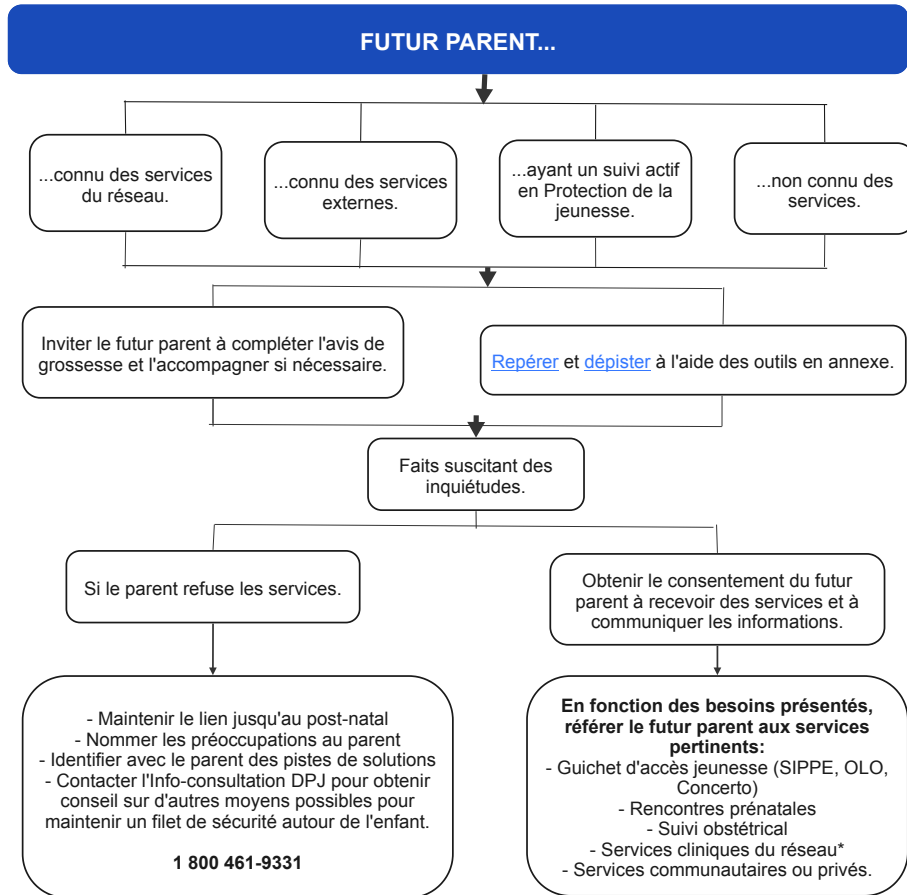 FUTUR PARENT...
...connu des services
du réseau.
...connu des services
externes.
...ayant un suivi actif
en Protection de la
jeunesse.
...non connu des
services.
Inviter le futur parent à compléter l'avis de
grossesse et l'accompagner si nécessaire.
Repérer et dépister à l'aide des outils en annexe.
Faits suscitant des
inquiétudes.
Si le parent refuse les services.
Obtenir le consentement du futur
parent à recevoir des services et à
communiquer les informations.
- Maintenir le lien jusqu'au post-natal
- Nommer les préoccupations au parent
- Identifier avec le parent des pistes de solutions
- Contacter l'Info-consultation DPJ pour obtenir
conseil sur d'autres moyens possibles pour
maintenir un filet de sécurité autour de l'enfant.
1 800 461-9331
En fonction des besoins présentés,
référer le futur parent aux services
pertinents:
- Guichet d'accès jeunesse (SIPPE, OLO,
Concerto)
- Rencontres prénatales
- Suivi obstétrical
- Services cliniques du réseau*
- Services communautaires ou privés.